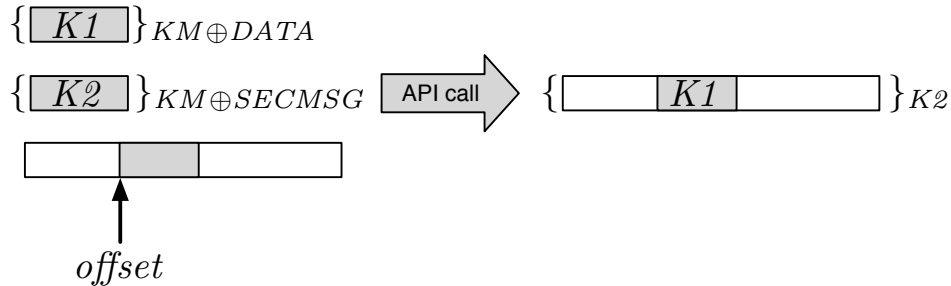 { K1 }KM⊕DATA
{ K2 }KM⊕SECMSG
API call
{ K1 }K2
offset